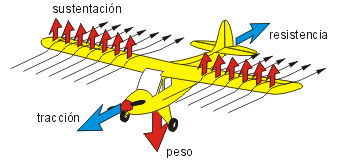 sustentación
resistencia
tracción
peso